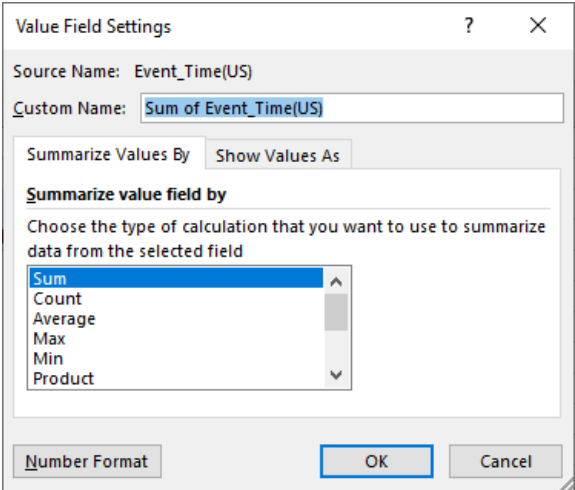 Value Field Settings ? ×
Source Name: Event_Time(US)
Custom Name: Sum of Event_Time(US)
Summarize Values By Show Values As
Summarize value field by
Choose the type of calculation that you want to use to summarize
data from the selected field
Sum
Count
Average
Max
Min
Product
Number Format OK Cancel